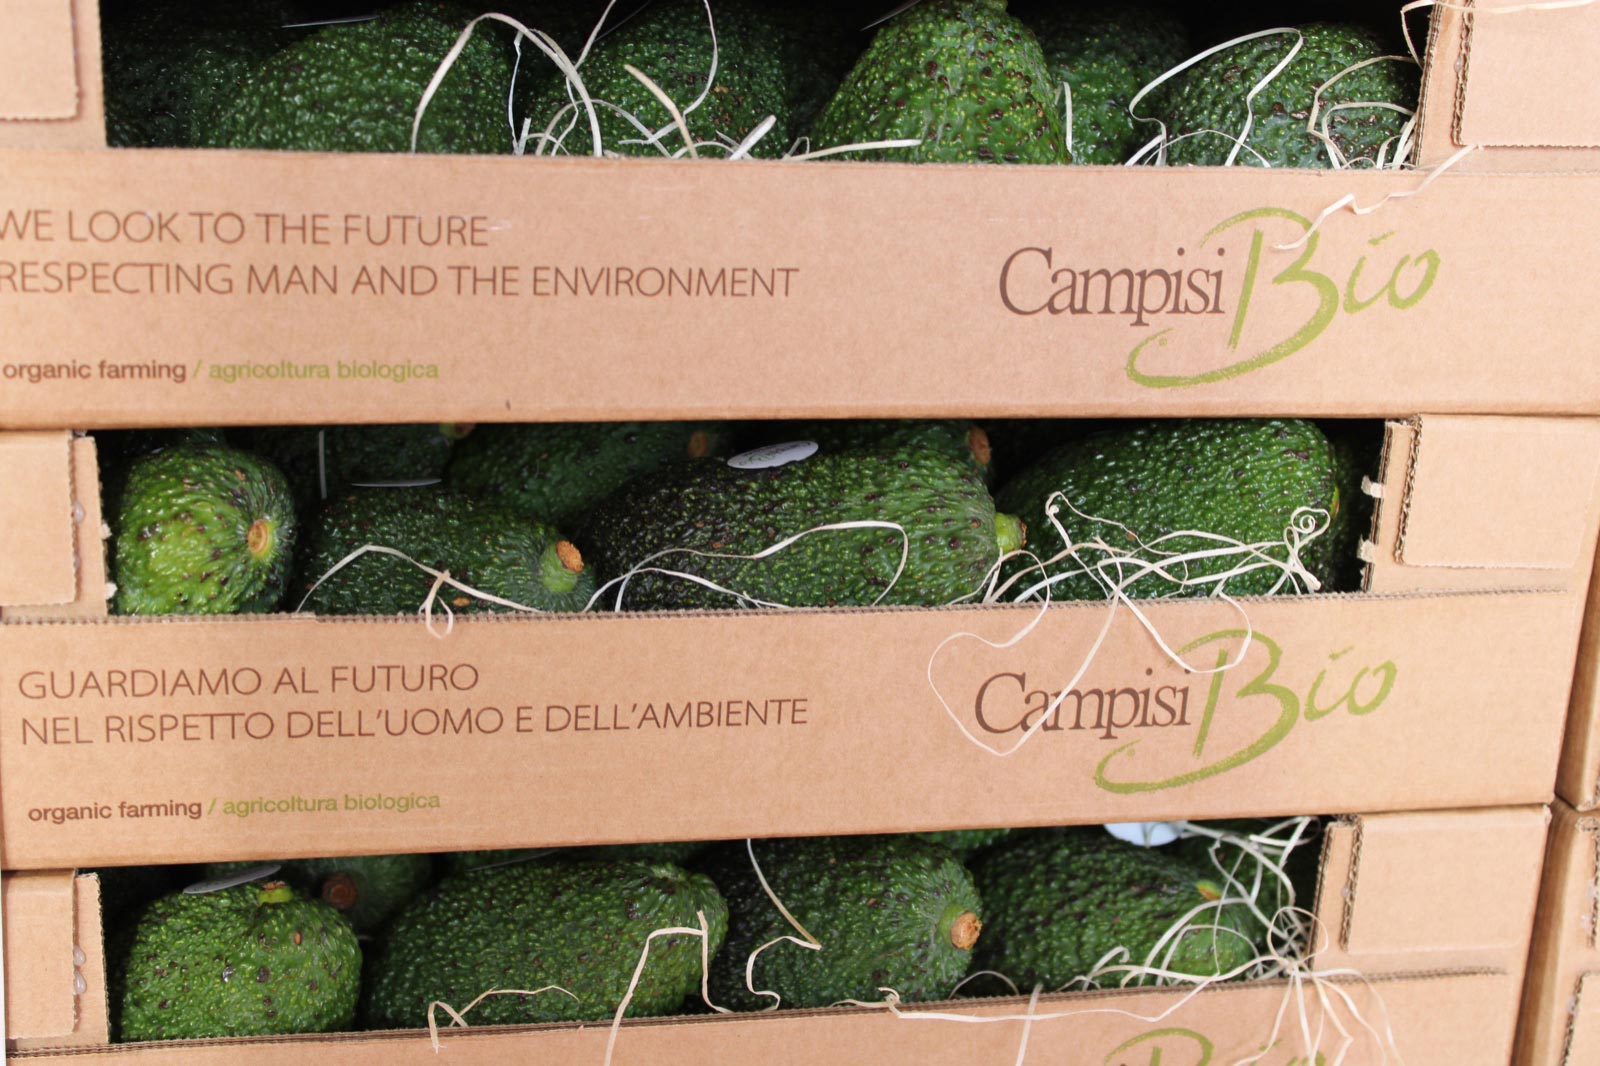 WE LOOK TO THE FUTURE
RESPECTING MAN AND THE ENVIRONMENT
Campisi Bio
organic farming / agricoltura biologica
GUARDIAMO AL FUTURO
NEL RISPETTO DELL'UOMO E DELL'AMBIENTE
Campisi Bio
organic farming / agricoltura biologica
Bio